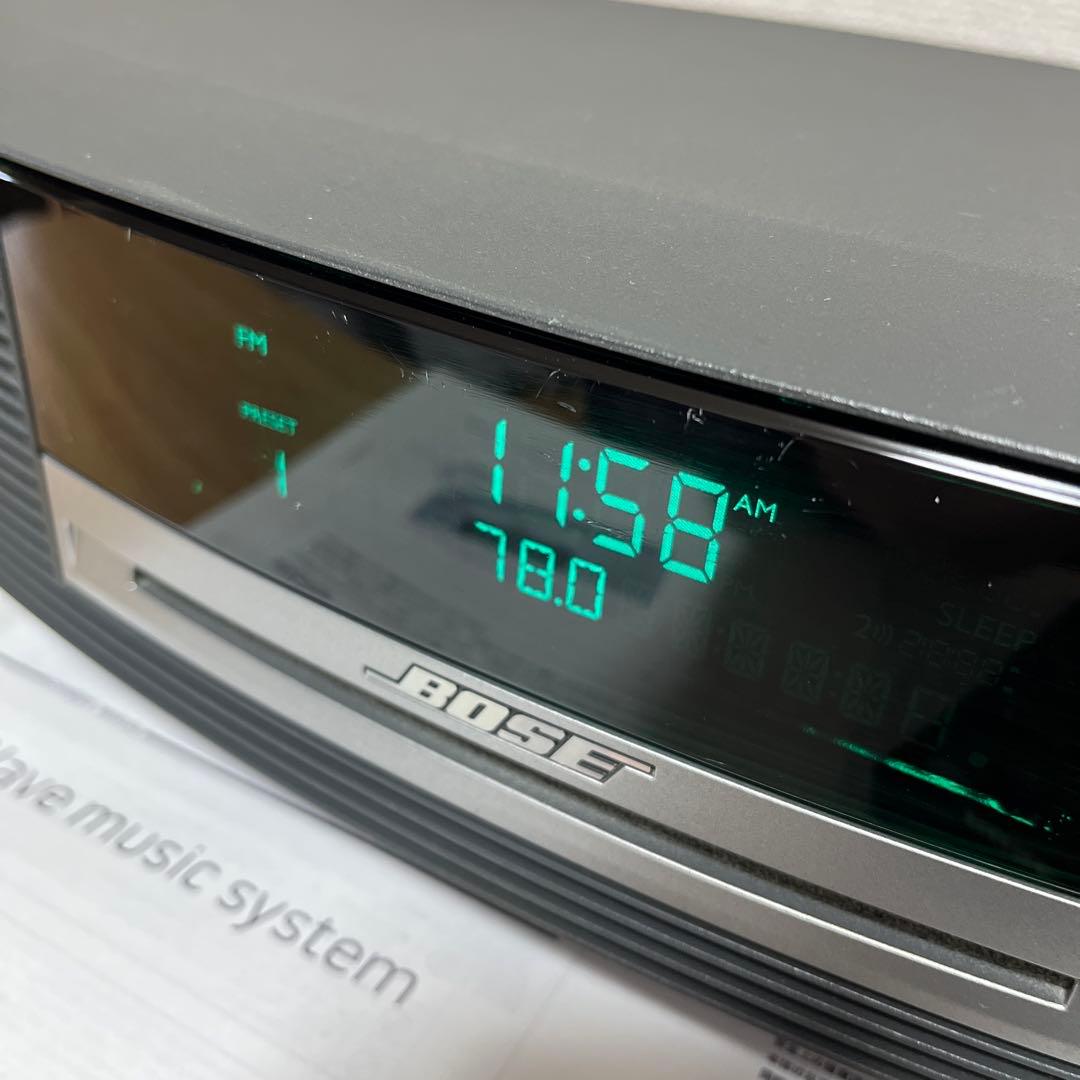 FM
PRESET
1
11:58 AM
78.0
SLEEP
BOSE
Wave music system